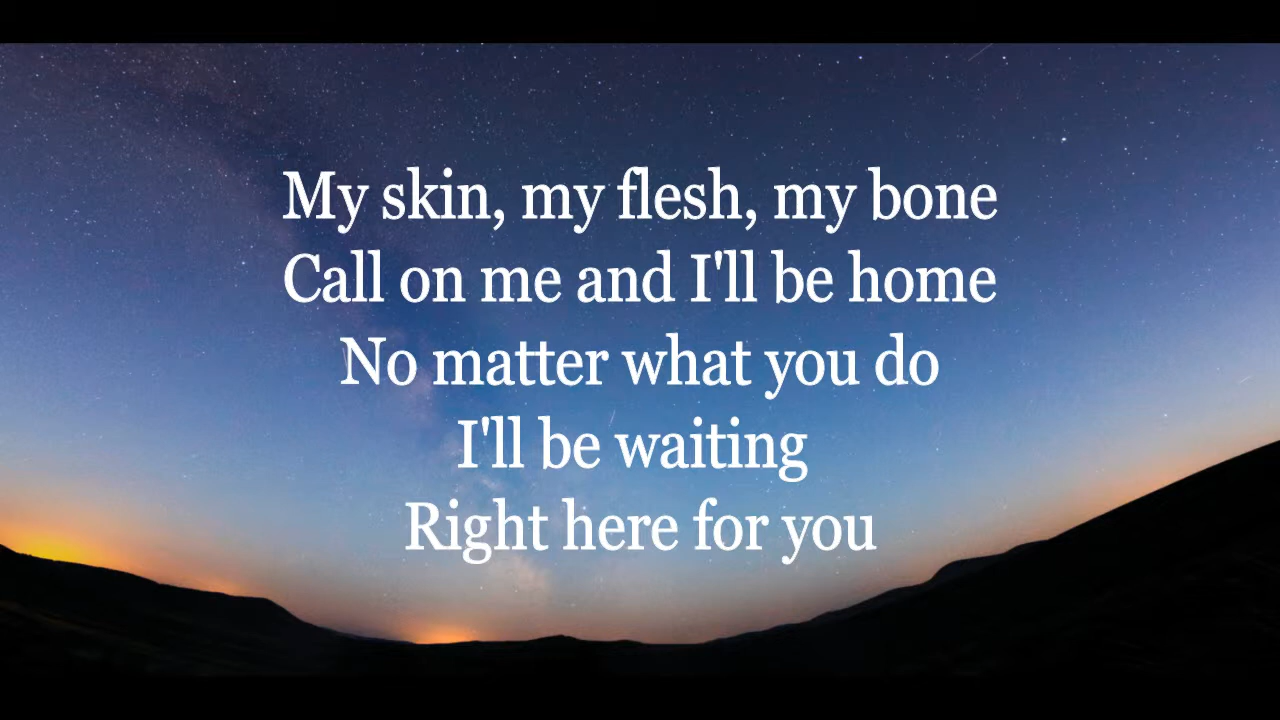 My skin, my flesh, my bone
Call on me and I'll be home
No matter what you do
I'll be waiting
Right here for you